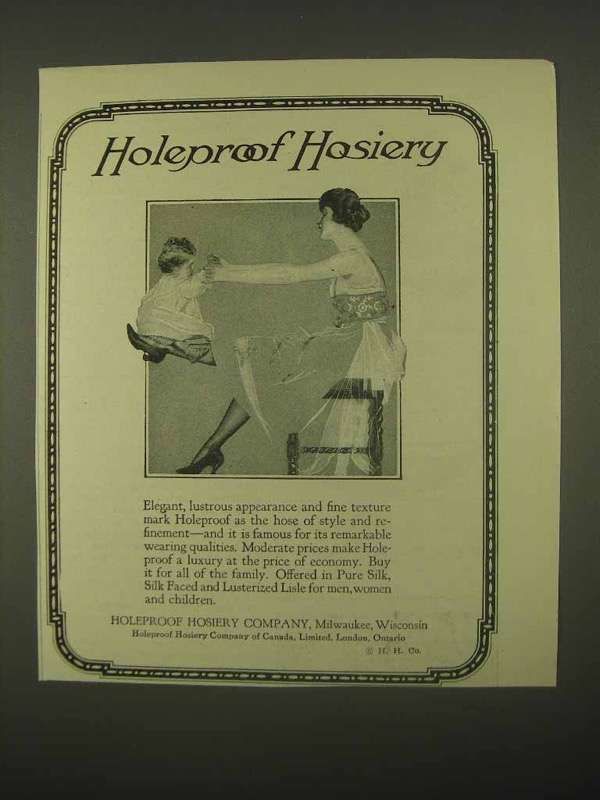 Holeproof Hosiery
Elegant, lustrous appearance and fine texture
mark Holeproof as the hose of style and re-
finement—and it is famous for its remarkable
wearing qualities. Moderate prices make Hole-
proof a luxury at the price of economy. Buy
it for all of the family. Offered in Pure Silk,
Silk Faced and Lusterized Lisle for men, women
and children.
HOLEPROOF HOSIERY COMPANY, Milwaukee, Wisconsin
Holeproof Hosiery Company of Canada, Limited, London, Ontario
© H. H. Co.